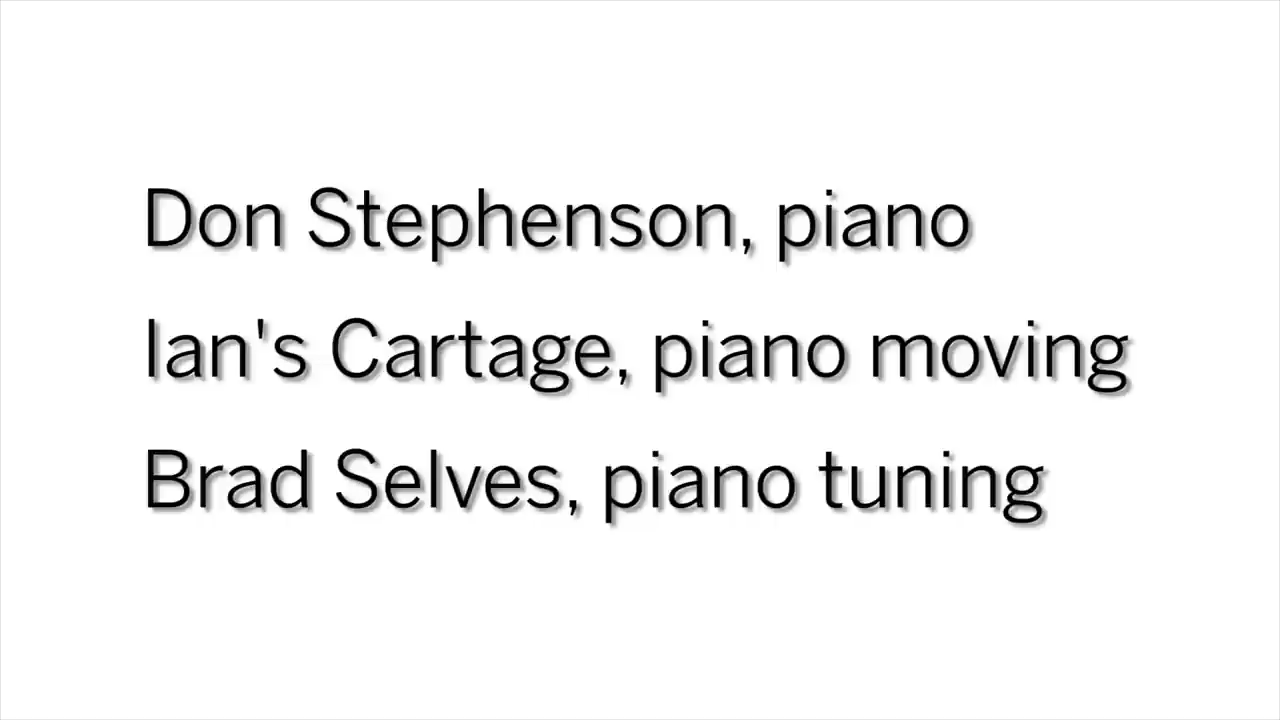 Don Stephenson, piano
Ian's Cartage, piano moving
Brad Selves, piano tuning